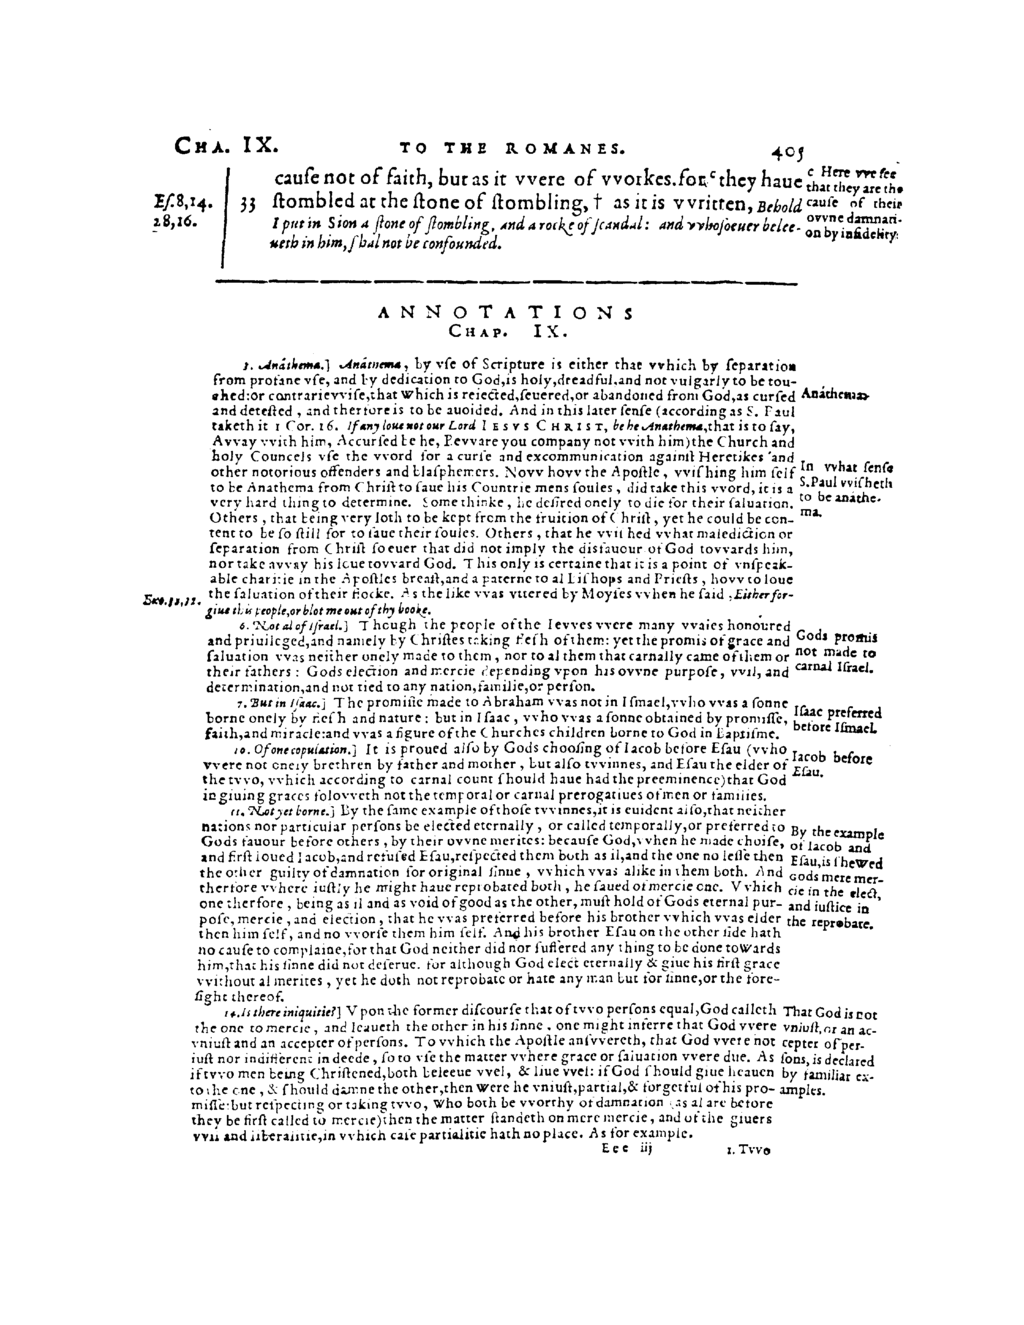 CHA. IX. TO THE ROMANES. 405
cauſe not of faith, but as it vvere of vvorkes. for, ᶜ they haue
33 ſtombled at the ſtone of ſtombling, † as it is vvritten, Behold
I put in Sion a ſtone of ſtombling, and a rocke of ſcandal: and vvhoſoeuer belee-
ueth in him, ſhal not be confounded.
Eſ. 8,14.
28,16.
c Here vve ſee
that they are the
cauſe of their
ovvne damnati-
on by infidelity.
ANNOTATIONS
CHAP. IX.
3. Anáthema.] Anáthema, by vſe of Scripture is either that vvhich by ſeparation
from profane vſe, and by dedication to God, is holy, dreadful, and not vulgarly to be tou-
ched: or contrarievviſe, that vvhich is reiected, ſeuered, or abandoned from God, as curſed
and deteſted, and therfore is to be auoided. And in this later ſenſe (according as S. Paul
taketh it 1 Cor. 16. If any loue not our Lord IESVS CHRIST, be he Anathema, that is to ſay,
Avvay vvith him, Accurſed be he, Bevvare you company not vvith him) the Church and
holy Councels vſe the vvord for a curſe and excommunication againſt Heretikes and
other notorious offenders and blaſphemers. Novv hovv the Apoſtle, vviſhing him ſelf
to be Anathema from Chriſt to ſaue his Countrie mens ſoules, did take this vvord, it is a
very hard thing to determine. Some thinke, he deſired onely to die for their ſaluation.
Others, that being very loth to be kept from the fruition of Chriſt, yet he could be con-
tent to be ſo ſtill for to ſaue their ſoules. Others, that he vviſhed vvhat malediction or
ſeparation from Chriſt ſoeuer that did not imply the disfauour of God tovvards him,
nor take avvay his loue tovvard God. This only is certaine that it is a point of vnſpeak-
able charitie in the Apoſtles breaſt, and a paterne to al Biſhops and Prieſts, hovv to loue
the ſaluation of their flocke. As the like vvas vttered by Moyſes vvhen he ſaid, Either for-
giue this people, or blot me out of thy booke.
Anáthema.
In vvhat ſenſe
S. Paul vviſheth
to be anáthe-
ma.
6. Not al of Iſrael.] Though the people of the Ievves vvere many vvaies honoured
and priuileged, and namely by Chriſtes taking fleſh of them: yet the promis of grace and
ſaluation vvas neither onely made to them, nor to al them that carnally came of them or
their fathers: Gods election and mercie depending vpon his ovvne purpoſe, vvil, and
determination, and not tied to any nation, familie, or perſon.
Gods promis
not made to
carnal Iſrael.
7. But in Iſaac.] The promiſſe made to Abraham vvas not in Iſmael, vvho vvas a ſonne
borne onely by fleſh and nature: but in Iſaac, vvho vvas a ſonne obtained by promiſſe,
faith, and miracle: and vvas a figure of the Churches children borne to God in Baptiſme.
Iſaac preferred
before Iſmael.
10. Of one copulation.] It is proued alſo by Gods chooſing of Iacob before Eſau (vvho
vvere not onely brethren by father and mother, but alſo tvvinnes, and Eſau the elder of
the tvvo, vvhich according to carnal count ſhould haue had the preeminence) that God
in giuing graces folovveth not the temporal or carnal prerogatiues of men or families.
Iacob before
Eſau.
11. Not yet borne.] By the ſame example of thoſe tvvinnes, it is euident alſo, that neither
nations nor particular perſons be elected eternally, or called temporally, or preferred to
Gods fauour before others, by their ovvne merites: becauſe God, vvhen he made choiſe,
and firſt loued Iacob, and refuſed Eſau, reſpected them both as il, and the one no leſſe then
the other guilty of damnation for original ſinne, vvhich vvas alike in them both. And
therfore vvhere iuſtly he might haue reprobated both, he ſaued of mercie one. Vvhich
one therfore, being as il and as void of good as the other, muſt hold of Gods eternal pur-
poſe, mercie, and election, that he vvas preferred before his brother vvhich vvas elder
then him ſelf, and no vvorſe them him ſelf. And his brother Eſau on the other ſide hath
no cauſe to complaine, for that God neither did nor ſuffered any thing to be done towards
him, that his ſinne did not deſerue. for although God elect eternally & giue his firſt grace
vvithout al merites, yet he doth not reprobate or hate any man but for ſinne, or the fore-
ſight thereof.
By the example
of Iacob and
Eſau, is ſhewed
Gods mere mer-
cie in the elect,
and iuſtice in
the reprobate.
14. Is there iniquitie?] Vpon the former diſcourſe that of tvvo perſons equal, God calleth
the one to mercie, and leaueth the other in his ſinne, one might inferre that God vvere
vniuſt and an accepter of perſons. To vvhich the Apoſtle anſvvereth, that God vvere not
iuſt nor indifferent in deede, ſo to vſe the matter vvhere grace or ſaluation vvere due. As
if tvvo men being Chriſtened, both beleeue vvel, & liue vvel: if God ſhould giue heauen
to the one, & ſhould damne the other, then were he vniuſt, partial, & forgetful of his pro-
miſſe: but reſpecting or taking tvvo, who both be vvorthy of damnation (as al are before
they be firſt called to mercie) then the matter ſtandeth on mere mercie, and of the giuers
vvil and liberalitie, in vvhich caſe partialitie hath no place. As for example.
That God is not
vniuſt, or an ac-
cepter of per-
ſons, is declared
by familiar ex-
amples.
Eee iij 1. Tvvo